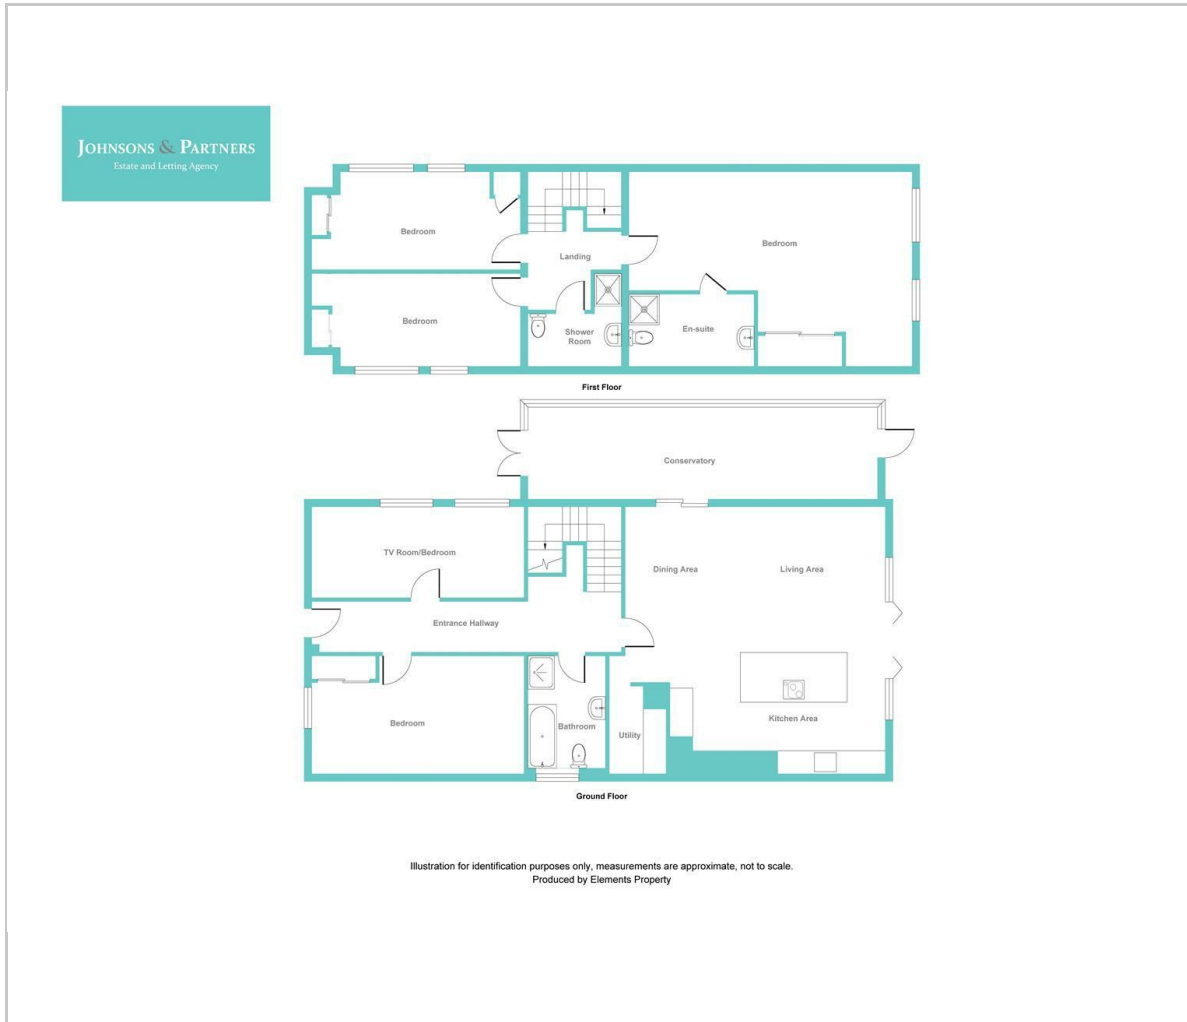 JOHNSONS & PARTNERS
Estate and Letting Agency
Bedroom
Landing
Bedroom
Bedroom
Shower
Room
En-suite
First Floor
Conservatory
TV Room/Bedroom
Dining Area
Living Area
Entrance Hallway
Kitchen Area
Bedroom
Bathroom
Utility
Ground Floor
Illustration for identification purposes only, measurements are approximate, not to scale.
Produced by Elements Property